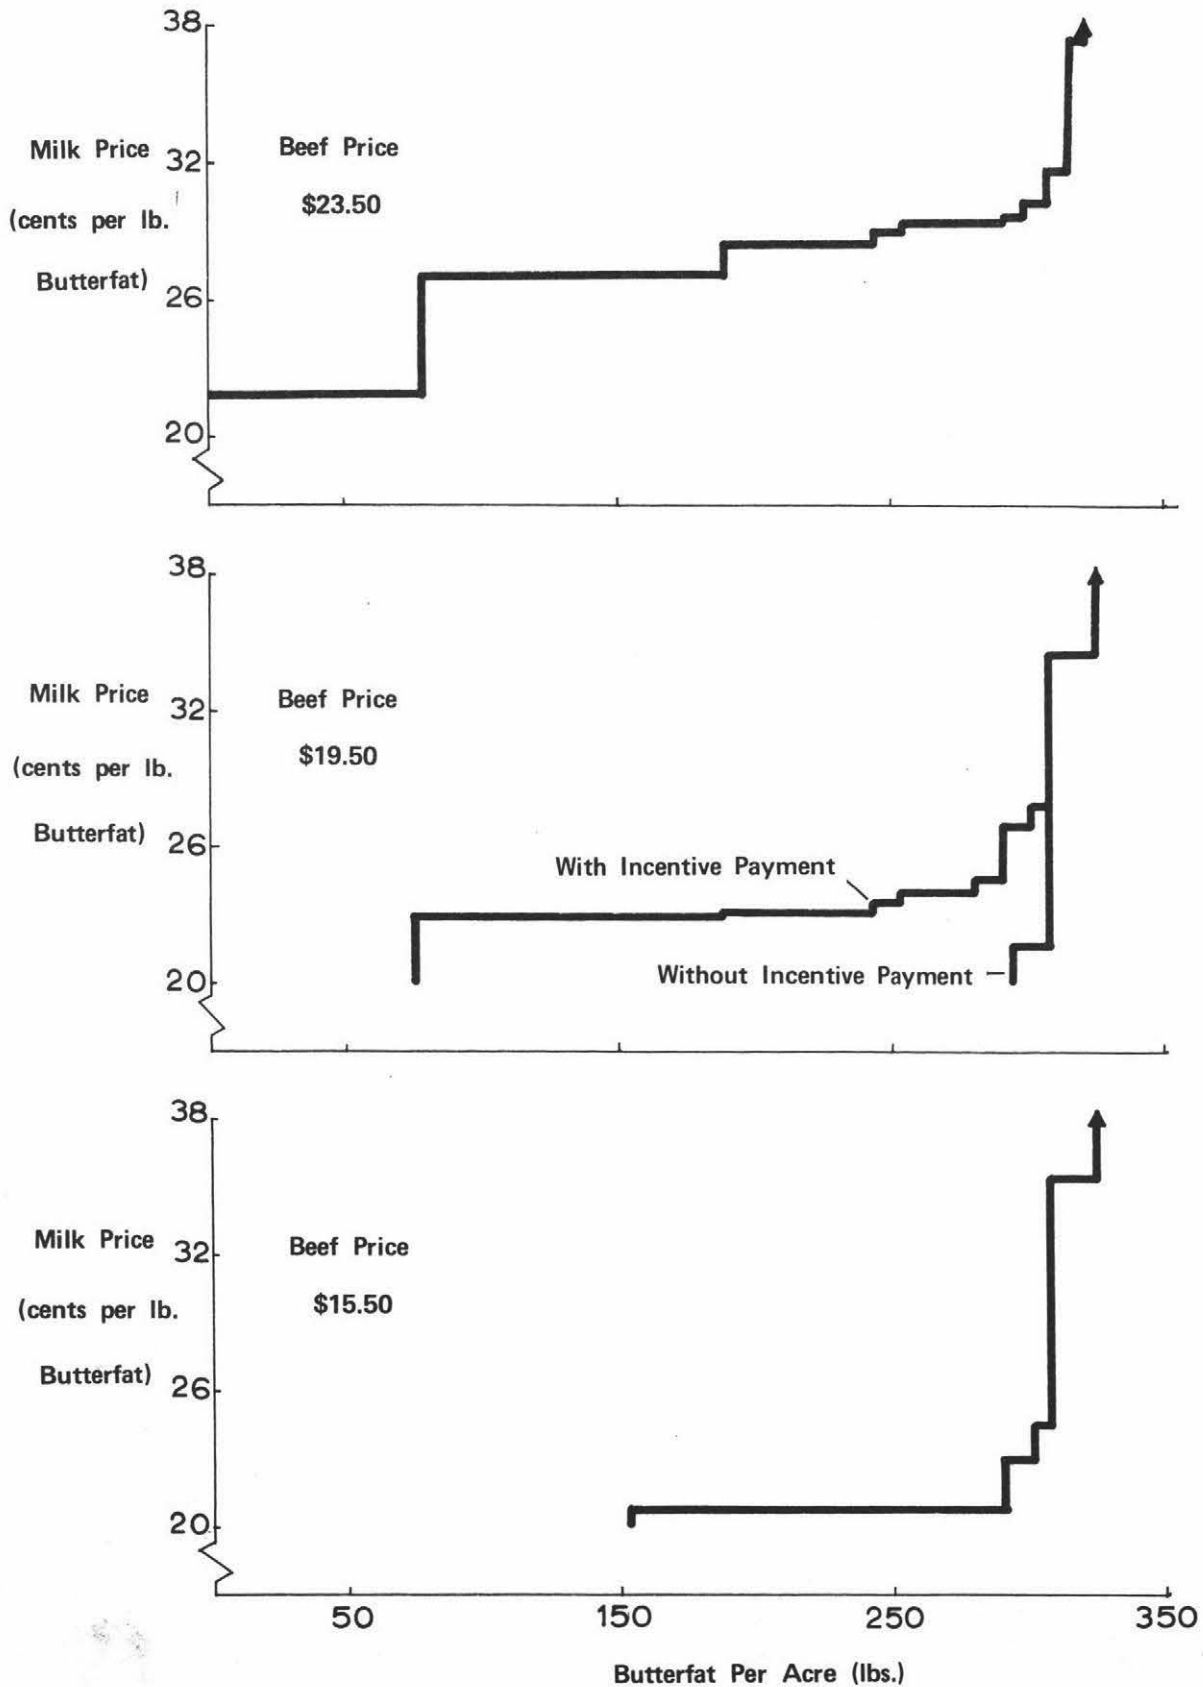 38
Milk Price
32
(cents per lb.
Butterfat)
26
20
Beef Price
$23.50
38
Milk Price
32
(cents per lb.
Butterfat)
26
20
Beef Price
$19.50
With Incentive Payment
Without Incentive Payment
38
Milk Price
32
(cents per lb.
Butterfat)
26
20
Beef Price
$15.50
50 150 250 350
Butterfat Per Acre (lbs.)